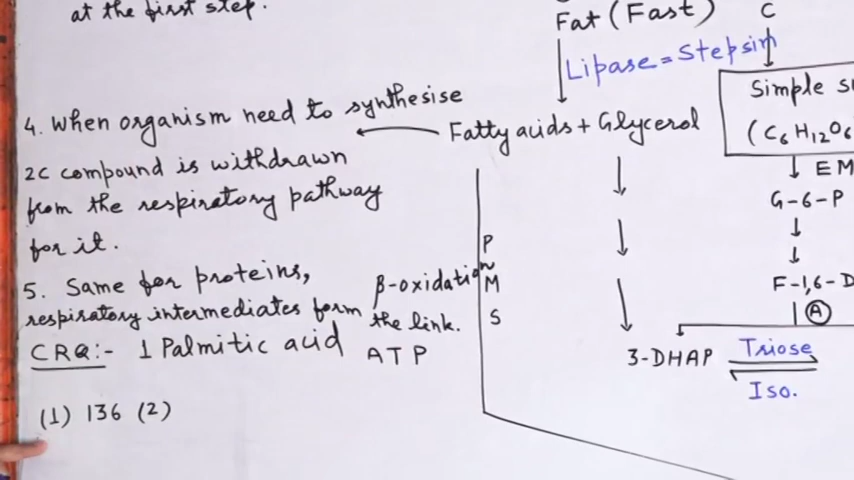 at the first step.
Fat (Fast) C
Lipase = Stepsin
4. When organism need to synthesise
Fatty acids + Glycerol
2C compound is withdrawn
from the respiratory pathway
for it.
5. Same for proteins,
respiratory intermediates form the link.
β-oxidation
P
M
S
CRQ:- 1 Palmitic acid ATP
(1) 136 (2)
Simple
(C6H12O6
EM
G-6-P
F-1,6-D
A
3-DHAP Triose
Iso.